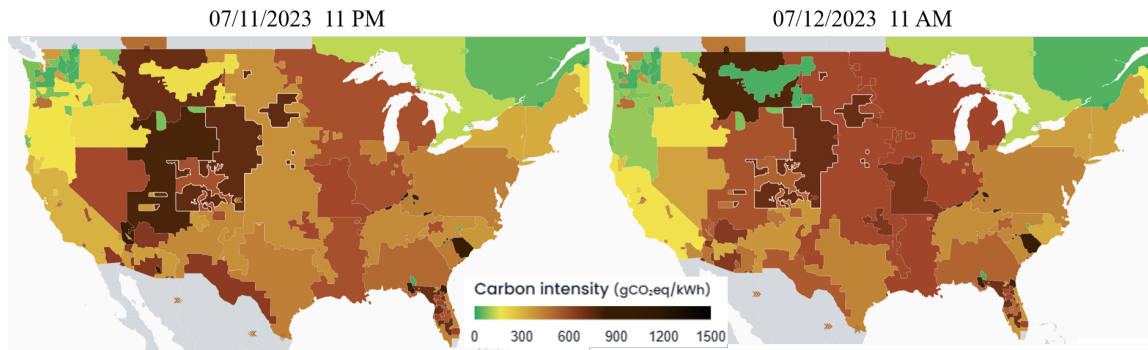 07/11/2023 11 PM
07/12/2023 11 AM
Carbon intensity (gCO₂eq/kWh)
0 300 600 900 1200 1500